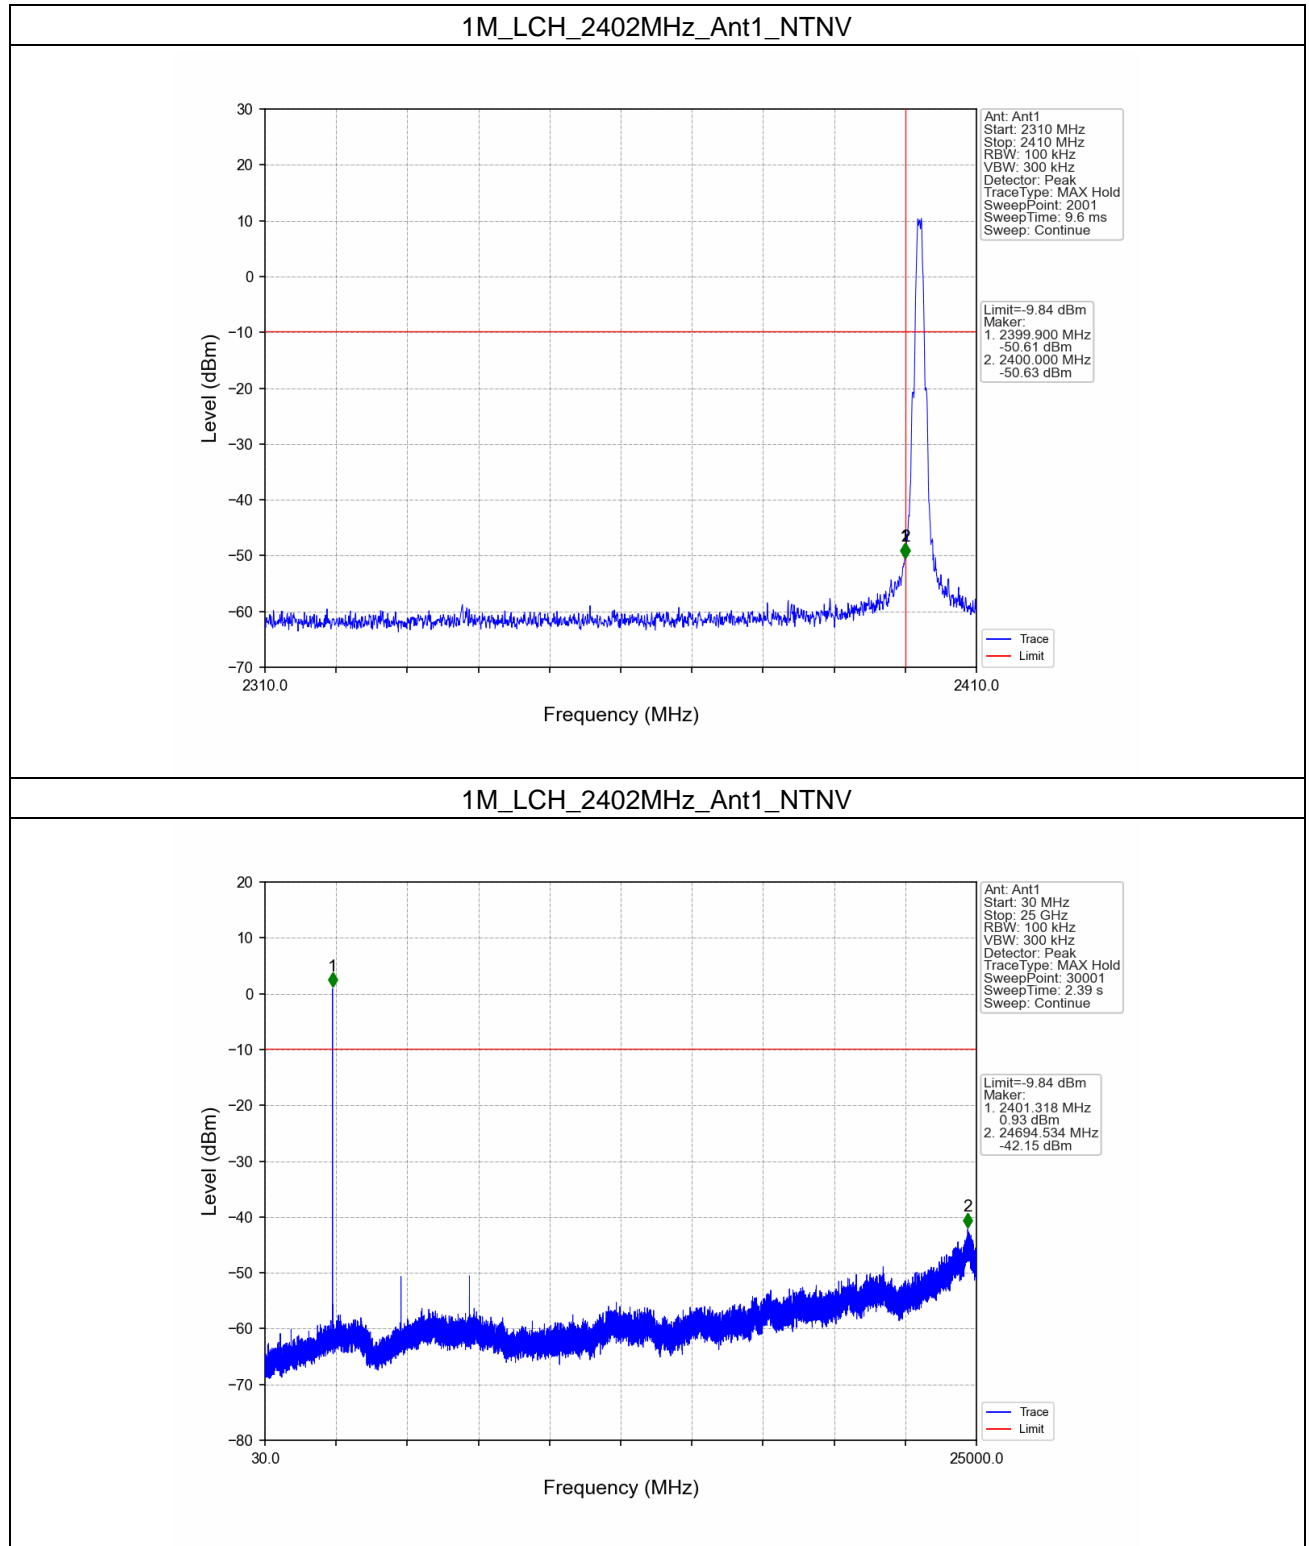 1M_LCH_2402MHz_Ant1_NTNV
30
20
10
0
−10
−20
−30
−40
−50
−60
−70
Level (dBm)
2310.0
2410.0
Frequency (MHz)
1
2
Ant: Ant1
Start: 2310 MHz
Stop: 2410 MHz
RBW: 100 kHz
VBW: 300 kHz
Detector: Peak
TraceType: MAX Hold
SweepPoint: 2001
SweepTime: 9.6 ms
Sweep: Continue
Limit=-9.84 dBm
Maker:
1. 2399.900 MHz
-50.61 dBm
2. 2400.000 MHz
-50.63 dBm
Trace
Limit
1M_LCH_2402MHz_Ant1_NTNV
20
10
0
−10
−20
−30
−40
−50
−60
−70
−80
Level (dBm)
30.0
25000.0
Frequency (MHz)
1
2
Ant: Ant1
Start: 30 MHz
Stop: 25 GHz
RBW: 100 kHz
VBW: 300 kHz
Detector: Peak
TraceType: MAX Hold
SweepPoint: 30001
SweepTime: 2.39 s
Sweep: Continue
Limit=-9.84 dBm
Maker:
1. 2401.318 MHz
0.93 dBm
2. 24694.534 MHz
-42.15 dBm
Trace
Limit